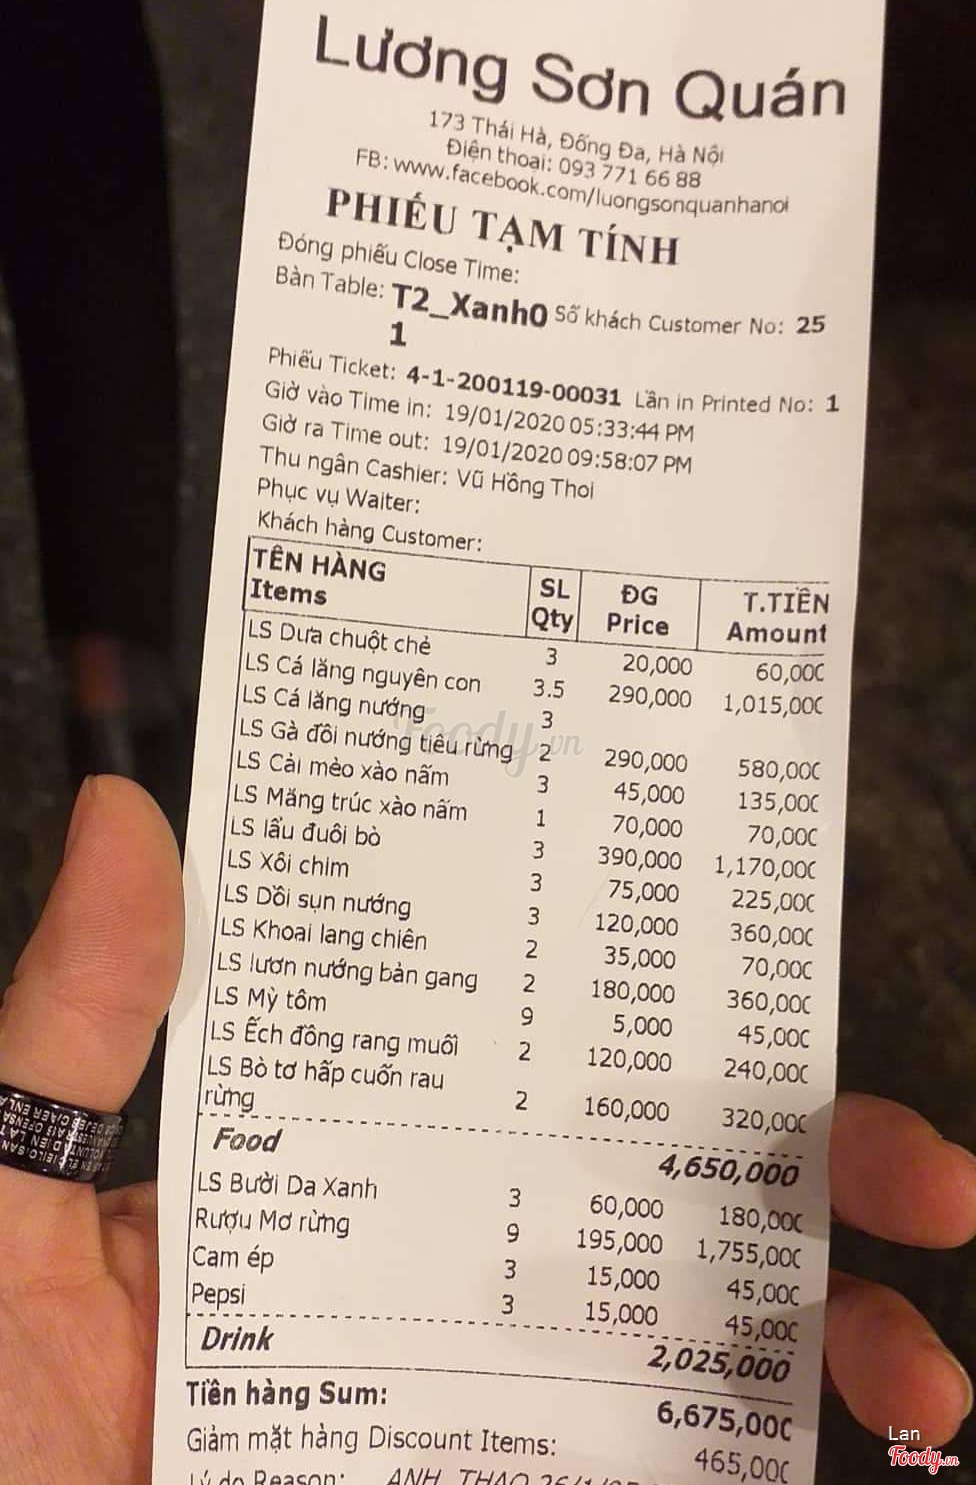 Lương Sơn Quán
173 Thái Hà, Đống Đa, Hà Nội
Điện thoại: 093 771 66 88
FB: www.facebook.com/luongsonquanhanoi
PHIẾU TẠM TÍNH
Đóng phiếu Close Time:
Bàn Table: T2_Xanh0 Số khách Customer No: 25
1
Phiếu Ticket: 4-1-200119-00031 Lần in Printed No: 1
Giờ vào Time in: 19/01/2020 05:33:44 PM
Giờ ra Time out: 19/01/2020 09:58:07 PM
Thu ngân Cashier: Vũ Hồng Thoi
Phục vụ Waiter:
Khách hàng Customer:
TÊN HÀNG SL ĐG T.TIỀN
Items Qty Price Amount
LS Dưa chuột chẻ 3 20,000 60,000
LS Cá lăng nguyên con 3.5 290,000 1,015,000
LS Cá lăng nướng 3
LS Gà đồi nướng tiêu rừng 2 290,000 580,000
LS Cải mèo xào nấm 3 45,000 135,000
LS Măng trúc xào nấm 1 70,000 70,000
LS lẩu đuôi bò 3 390,000 1,170,000
LS Xôi chim 3 75,000 225,000
LS Dồi sụn nướng 3 120,000 360,000
LS Khoai lang chiên 2 35,000 70,000
LS lươn nướng bản gang 2 180,000 360,000
LS Mỳ tôm 9 5,000 45,000
LS Ếch đồng rang muối 2 120,000 240,000
LS Bò tơ hấp cuốn rau
rừng 2 160,000 320,000
Food 4,650,000
LS Bưởi Da Xanh 3 60,000 180,000
Rượu Mơ rừng 9 195,000 1,755,000
Cam ép 3 15,000 45,000
Pepsi 3 15,000 45,000
Drink 2,025,000
Tiền hàng Sum: 6,675,000
Giảm mặt hàng Discount Items: 465,000
Lý do Reason: ANH THAO
Foody.vn
Lan
Foody.vn